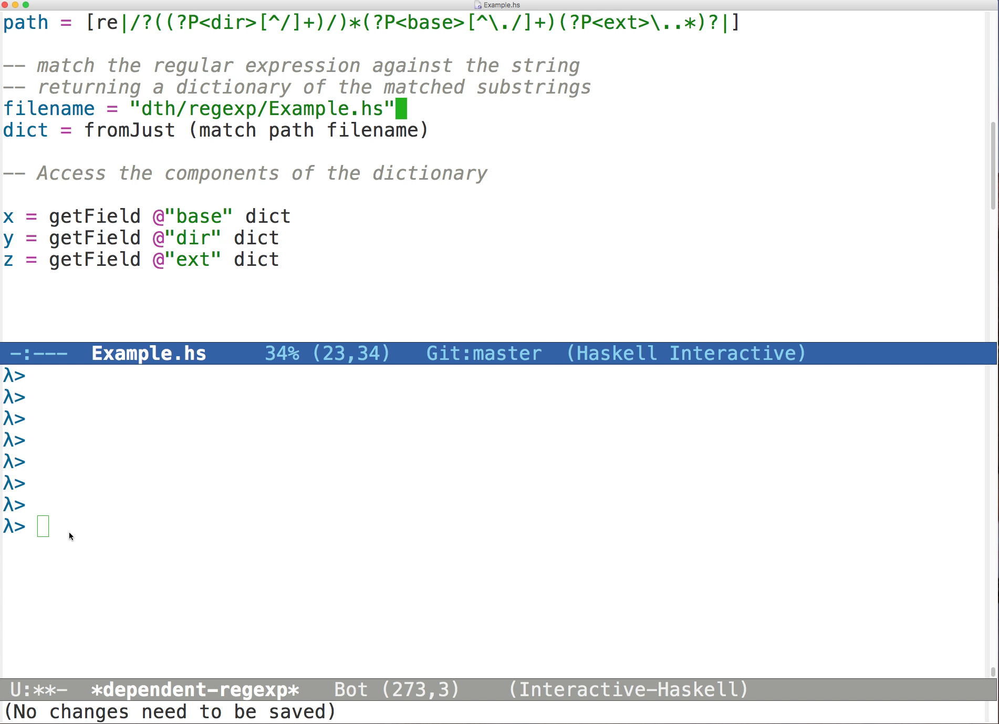 Example.hs
path = [re|/?((?P<dir>[^/]+)/)*(?P<base>[^\./]+)(?P<ext>\..*)?|]
-- match the regular expression against the string
-- returning a dictionary of the matched substrings
filename = "dth/regexp/Example.hs"
dict = fromJust (match path filename)
-- Access the components of the dictionary
x = getField @"base" dict
y = getField @"dir" dict
z = getField @"ext" dict
-:--- Example.hs 34% (23,34) Git:master (Haskell Interactive)
λ>
λ>
λ>
λ>
λ>
λ>
λ>
λ>
U:**- *dependent-regexp* Bot (273,3) (Interactive-Haskell)
(No changes need to be saved)